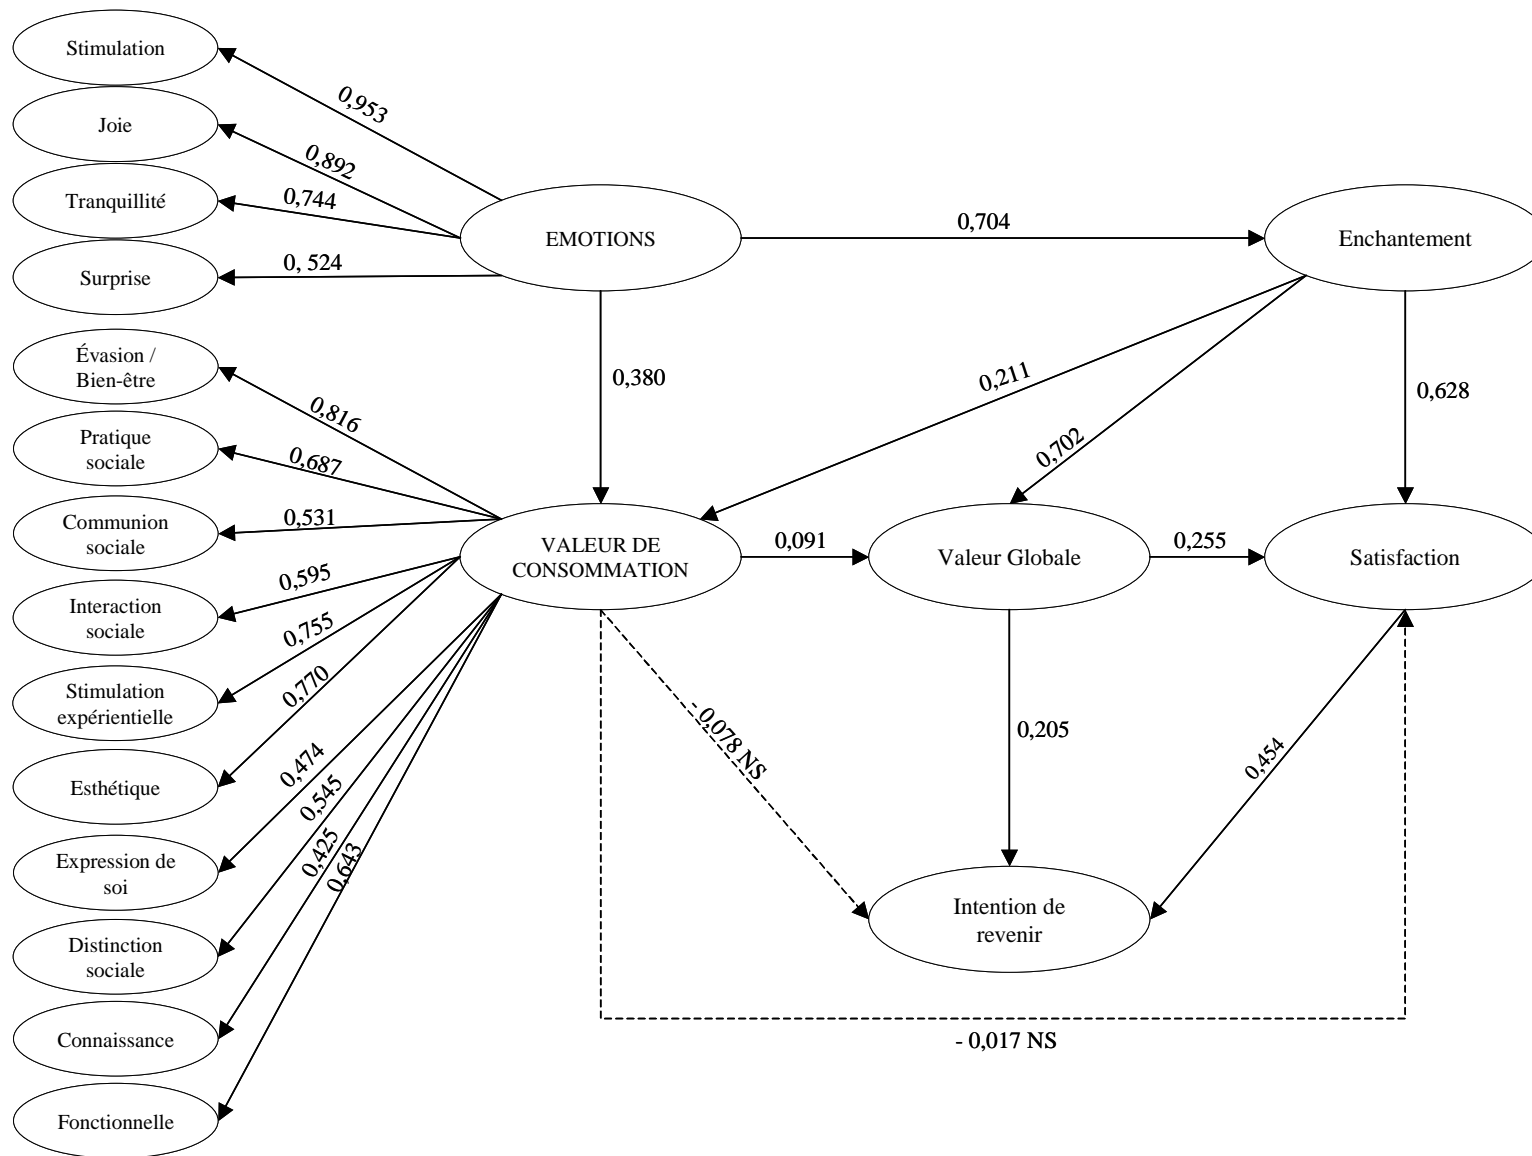 Stimulation
0,953
Joie
0,892
Tranquillité
0,744
Surprise
0, 524
EMOTIONS
0,704
Enchantement
0,380
0,211
0,702
0,628
Évasion /
Bien-être
0,816
Pratique
sociale
0,687
Communion
sociale
0,531
Interaction
sociale
0,595
Stimulation
expérientielle
0,755
Esthétique
0,770
Expression de
soi
0,474
Distinction
sociale
0,545
Connaissance
0,425
Fonctionnelle
0,643
VALEUR DE
CONSOMMATION
0,091
Valeur Globale
0,255
Satisfaction
- 0,078 NS
0,205
0,454
Intention de
revenir
- 0,017 NS